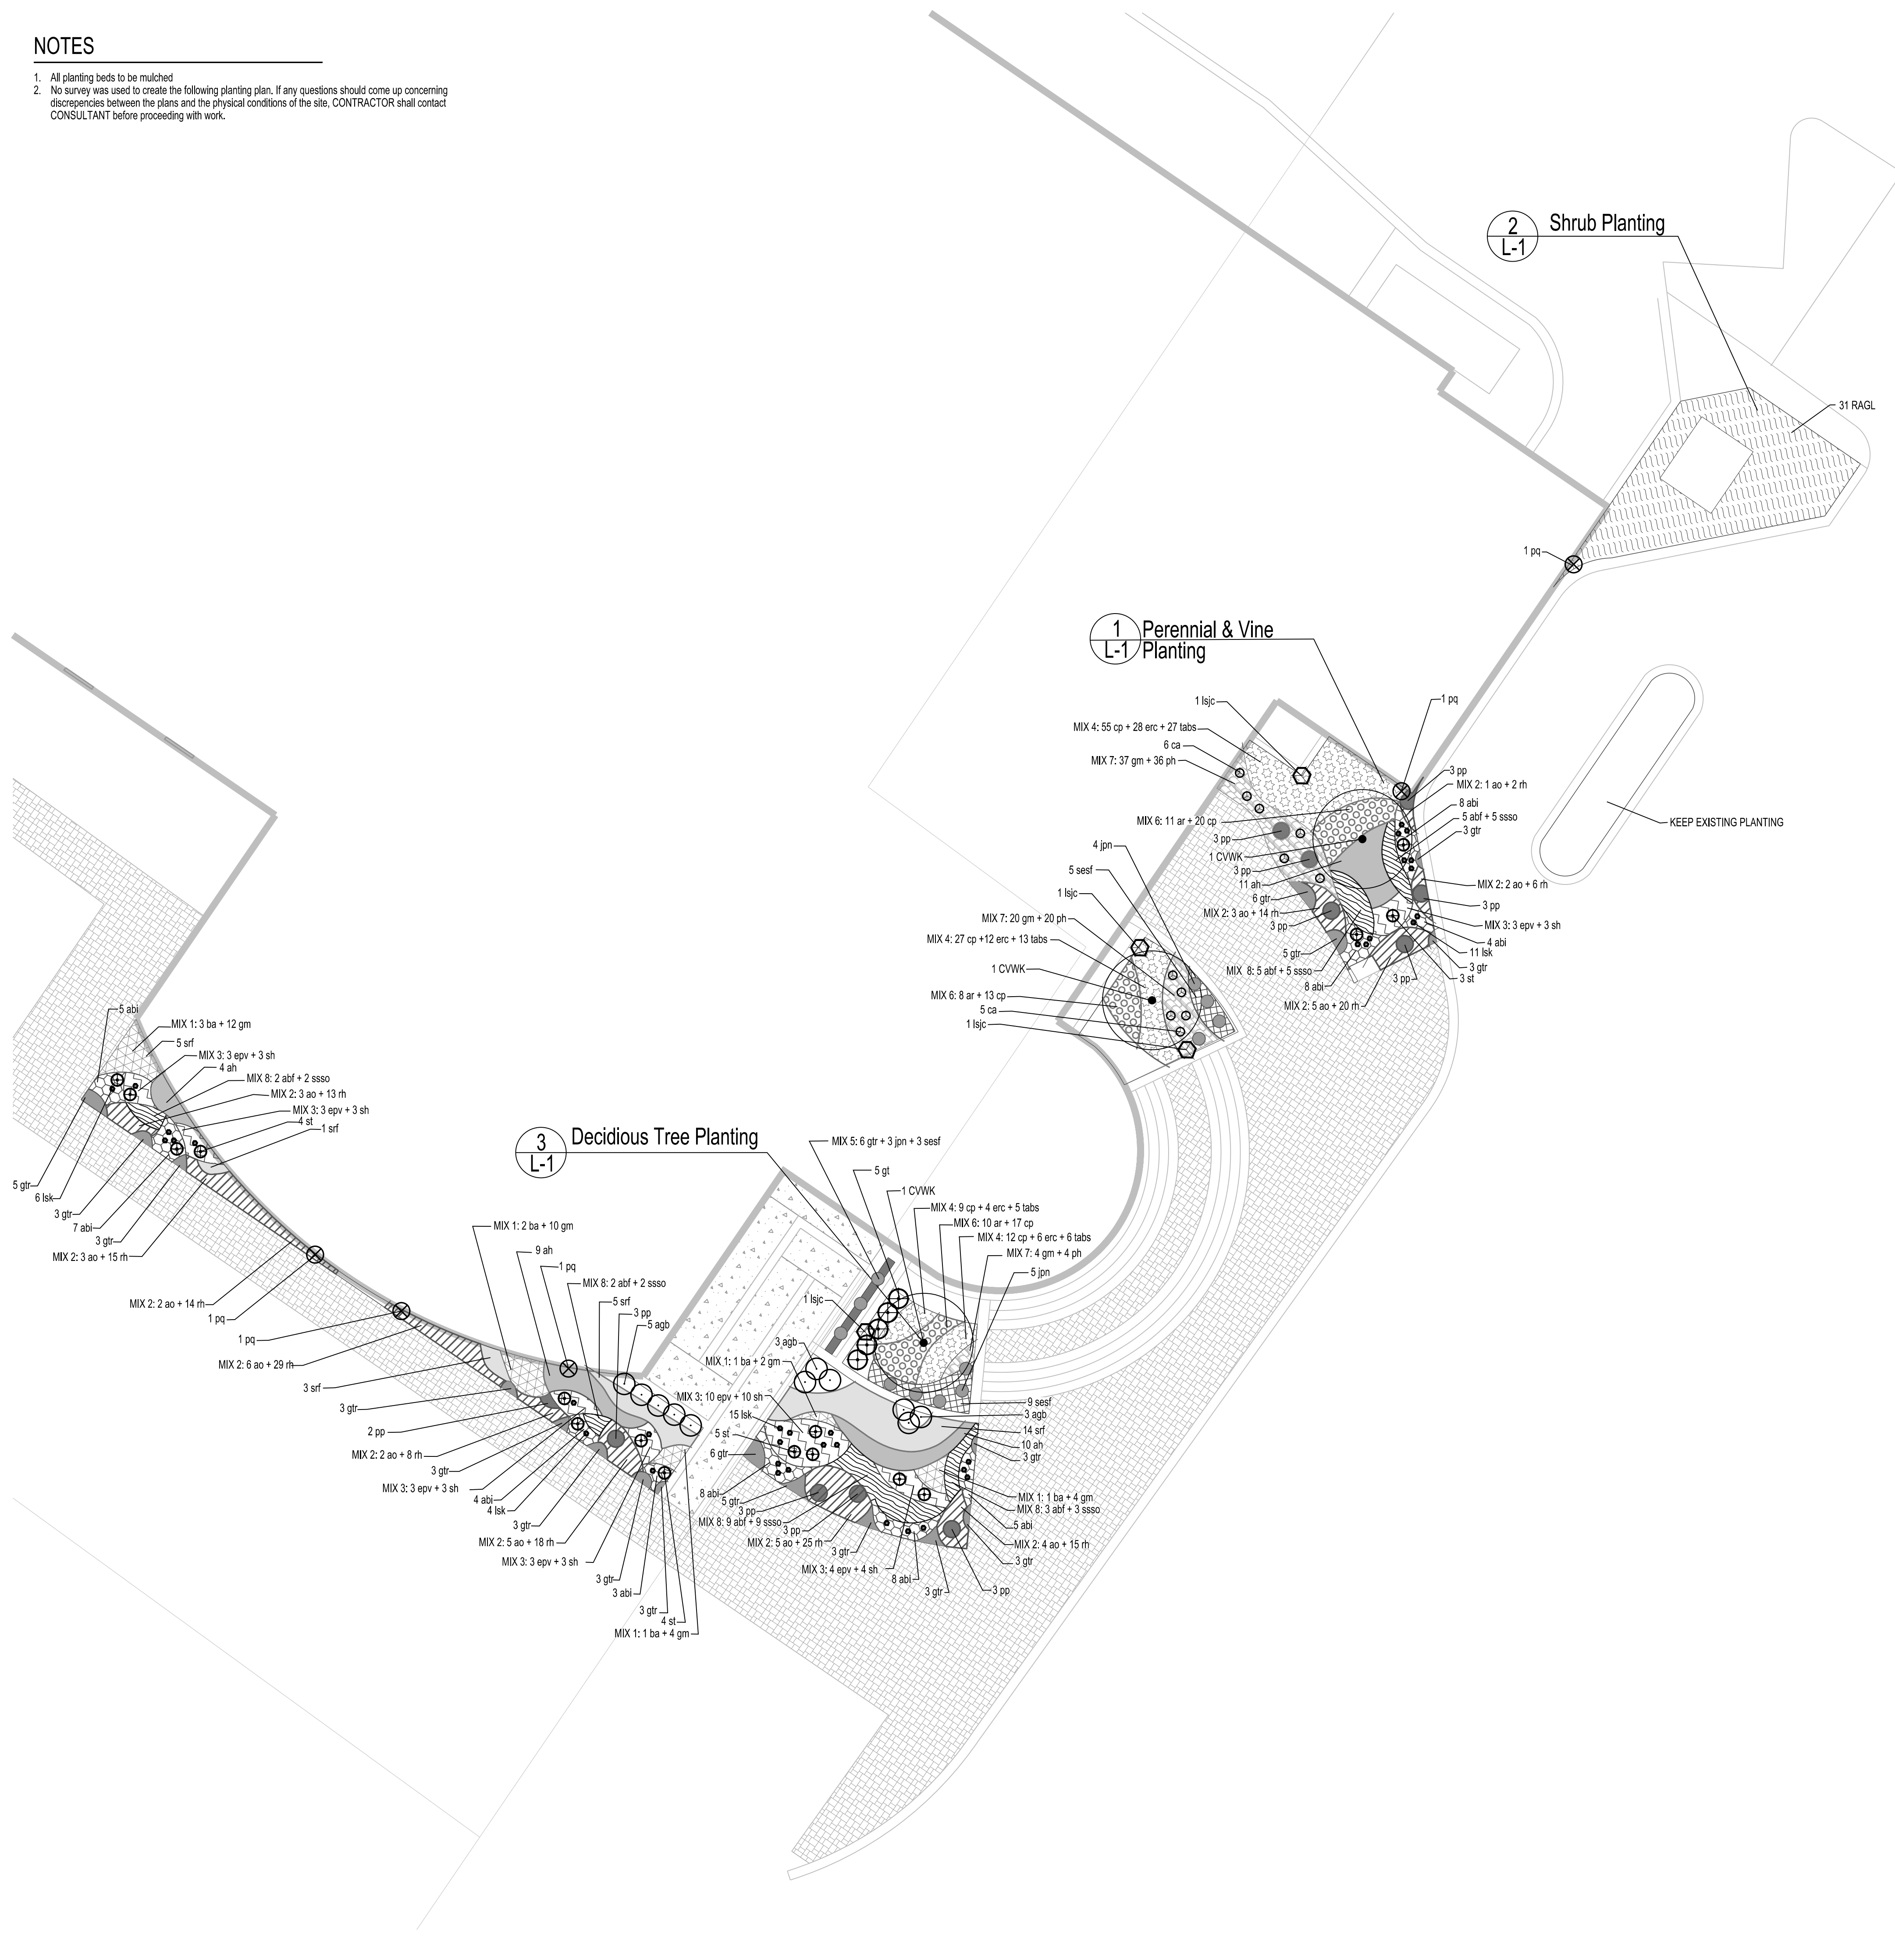 NOTES
1. All planting beds to be mulched
2. No survey was used to create the following planting plan. If any questions should come up concerning
discrepencies between the plans and the physical conditions of the site, CONTRACTOR shall contact
CONSULTANT before proceeding with work.
2
L-1
Shrub Planting
31 RAGL
1 pq
1
L-1
Perennial & Vine
Planting
1 lsjc
1 pq
MIX 4: 55 cp + 28 erc + 27 tabs
6 ca
MIX 7: 37 gm + 36 ph
3 pp
MIX 2: 1 ao + 2 rh
8 abi
5 abf + 5 ssso
3 gtr
KEEP EXISTING PLANTING
MIX 6: 11 ar + 20 cp
3 pp
1 CVWK
3 pp
11 ah
6 gtr
MIX 2: 3 ao + 14 rh
3 pp
MIX 2: 2 ao + 6 rh
3 pp
MIX 3: 3 epv + 3 sh
4 abi
11 lsk
3 gtr
3 st
5 gtr
MIX 8: 5 abf + 5 ssso
8 abi
3 pp
MIX 2: 5 ao + 20 rh
4 jpn
5 sesf
1 lsjc
MIX 7: 20 gm + 20 ph
MIX 4: 27 cp +12 erc + 13 tabs
1 CVWK
MIX 6: 8 ar + 13 cp
5 ca
1 lsjc
5 abi
MIX 1: 3 ba + 12 gm
5 srf
MIX 3: 3 epv + 3 sh
4 ah
MIX 8: 2 abf + 2 ssso
MIX 2: 3 ao + 13 rh
MIX 3: 3 epv + 3 sh
4 st
1 srf
5 gtr
6 lsk
3 gtr
7 abi
3 gtr
MIX 2: 3 ao + 15 rh
MIX 2: 2 ao + 14 rh
1 pq
1 pq
MIX 2: 6 ao + 29 rh
3 srf
3 gtr
2 pp
MIX 2: 2 ao + 8 rh
3 gtr
MIX 3: 3 epv + 3 sh
4 abi
4 lsk
3 gtr
MIX 2: 5 ao + 18 rh
MIX 3: 3 epv + 3 sh
3 gtr
3 abi
3 gtr
4 st
MIX 1: 1 ba + 4 gm
MIX 1: 2 ba + 10 gm
9 ah
1 pq
MIX 8: 2 abf + 2 ssso
5 srf
3 pp
5 agb
3
L-1
Decidious Tree Planting
MIX 5: 6 gtr + 3 jpn + 3 sesf
5 gt
1 CVWK
MIX 4: 9 cp + 4 erc + 5 tabs
MIX 6: 10 ar + 17 cp
MIX 4: 12 cp + 6 erc + 6 tabs
MIX 7: 4 gm + 4 ph
5 jpn
1 lsjc
3 agb
MIX 1: 1 ba + 2 gm
MIX 3: 10 epv + 10 sh
15 lsk
5 st
6 gtr
8 abi
5 gtr
3 pp
MIX 8: 9 abf + 9 ssso
3 pp
MIX 2: 5 ao + 25 rh
3 gtr
MIX 3: 4 epv + 4 sh
8 abi
3 gtr
3 pp
9 sesf
3 agb
14 srf
10 ah
3 gtr
MIX 1: 1 ba + 4 gm
MIX 8: 3 abf + 3 ssso
5 abi
MIX 2: 4 ao + 15 rh
3 gtr